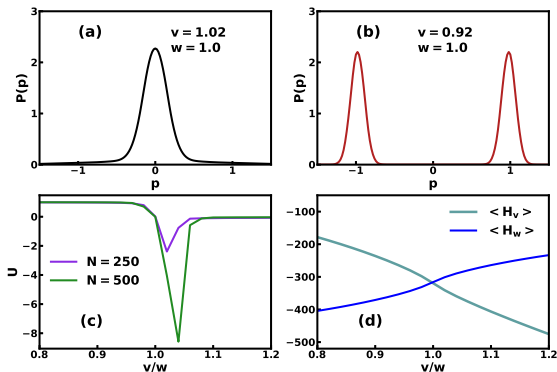 (a)
v = 1.02
w = 1.0
P(p)
3
2
1
0
−1
0
1
p
(b)
v = 0.92
w = 1.0
P(p)
3
2
1
0
−1
0
1
p
U
0
−2
−4
−6
−8
N = 250
N = 500
(c)
0.8
0.9
1.0
1.1
1.2
v/w
−100
−200
−300
−400
−500
< Hv >
< Hw >
(d)
0.8
0.9
1.0
1.1
1.2
v/w